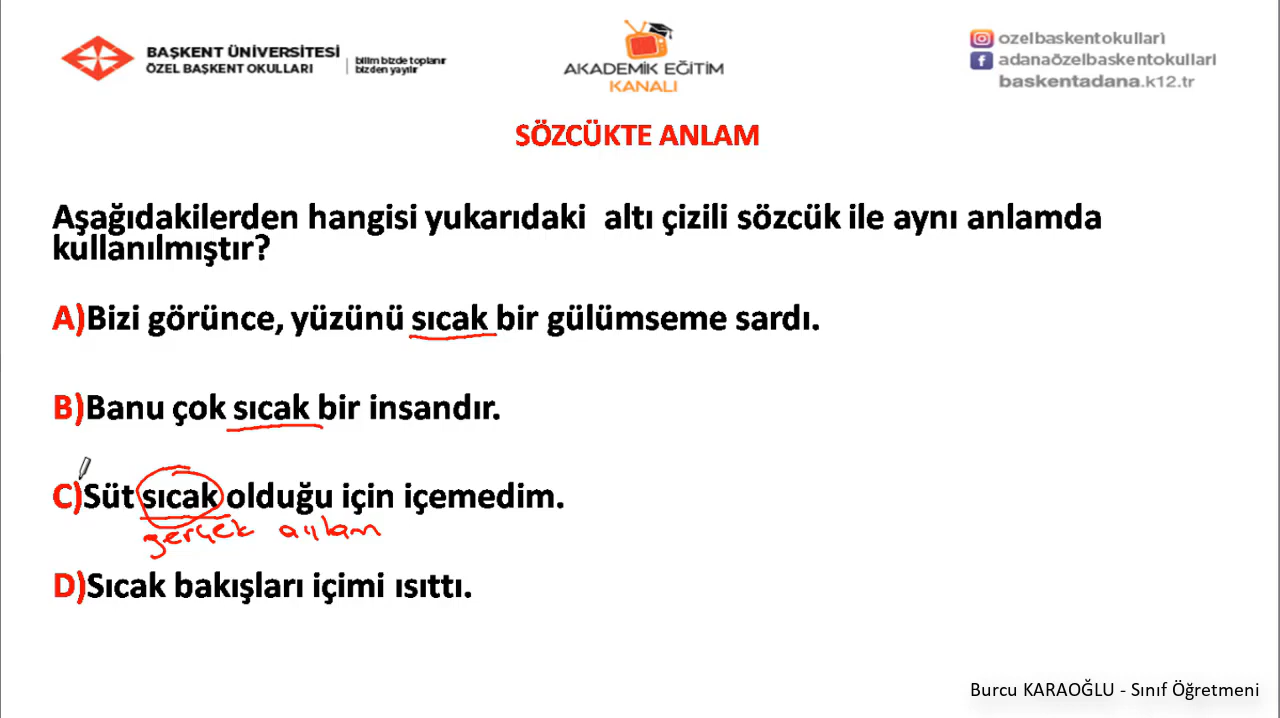 BAŞKENT ÜNİVERSİTESİ
ÖZEL BAŞKENT OKULLARI
bilim bizde toplanır
bizden yayılır
AKADEMİK EĞİTİM
KANALI
ozelbaskentokulları
adanaözelbaskentokulları
baskentadana.k12.tr
SÖZCÜKTE ANLAM
Aşağıdakilerden hangisi yukarıdaki altı çizili sözcük ile aynı anlamda
kullanılmıştır?
A)Bizi görünce, yüzünü sıcak bir gülümseme sardı.
B)Banu çok sıcak bir insandır.
C)Süt sıcak olduğu için içemedim.
gerçek anlam
D)Sıcak bakışları içimi ısıttı.
Burcu KARAOĞLU - Sınıf Öğretmeni